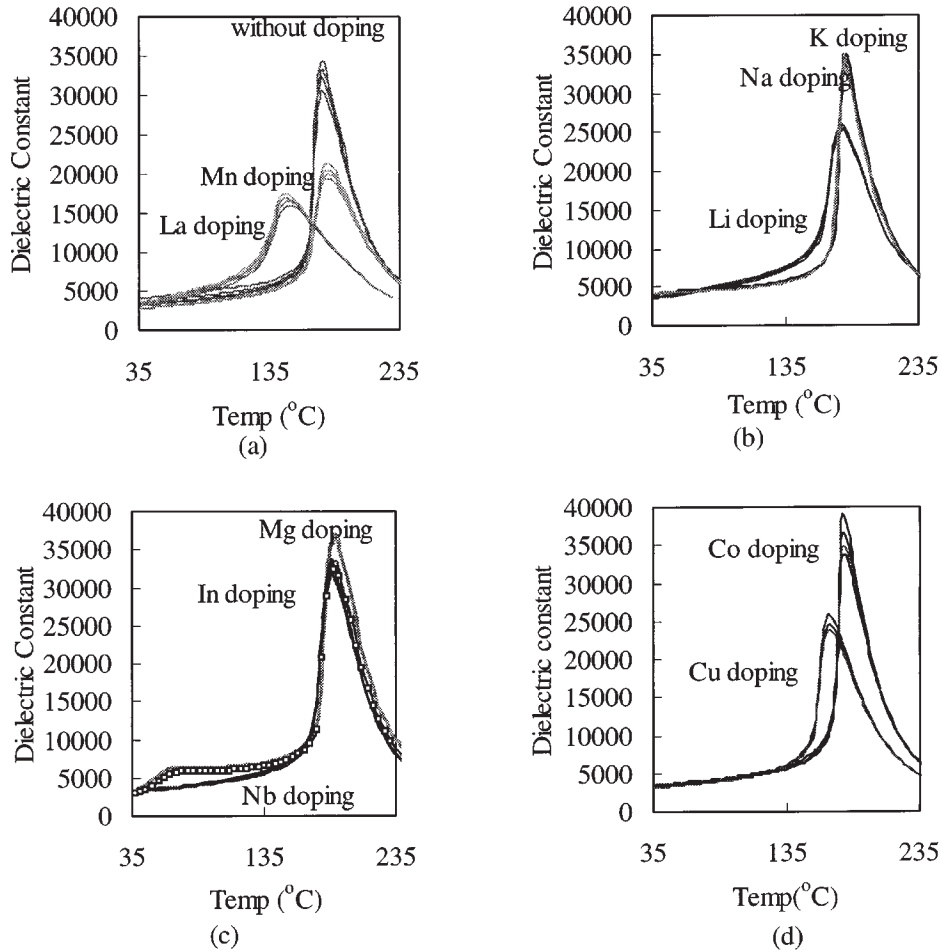 40000
35000
30000
25000
20000
15000
10000
5000
0
Dielectric Constant
without doping
Mn doping
La doping
35
135
235
Temp (°C)
(a)
40000
35000
30000
25000
20000
15000
10000
5000
0
Dielectric Constant
K doping
Na doping
Li doping
35
135
235
Temp (°C)
(b)
40000
35000
30000
25000
20000
15000
10000
5000
0
Dielectric Constant
Mg doping
In doping
Nb doping
35
135
235
Temp (°C)
(c)
40000
35000
30000
25000
20000
15000
10000
5000
0
Dielectric constant
Co doping
Cu doping
35
135
235
Temp(°C)
(d)